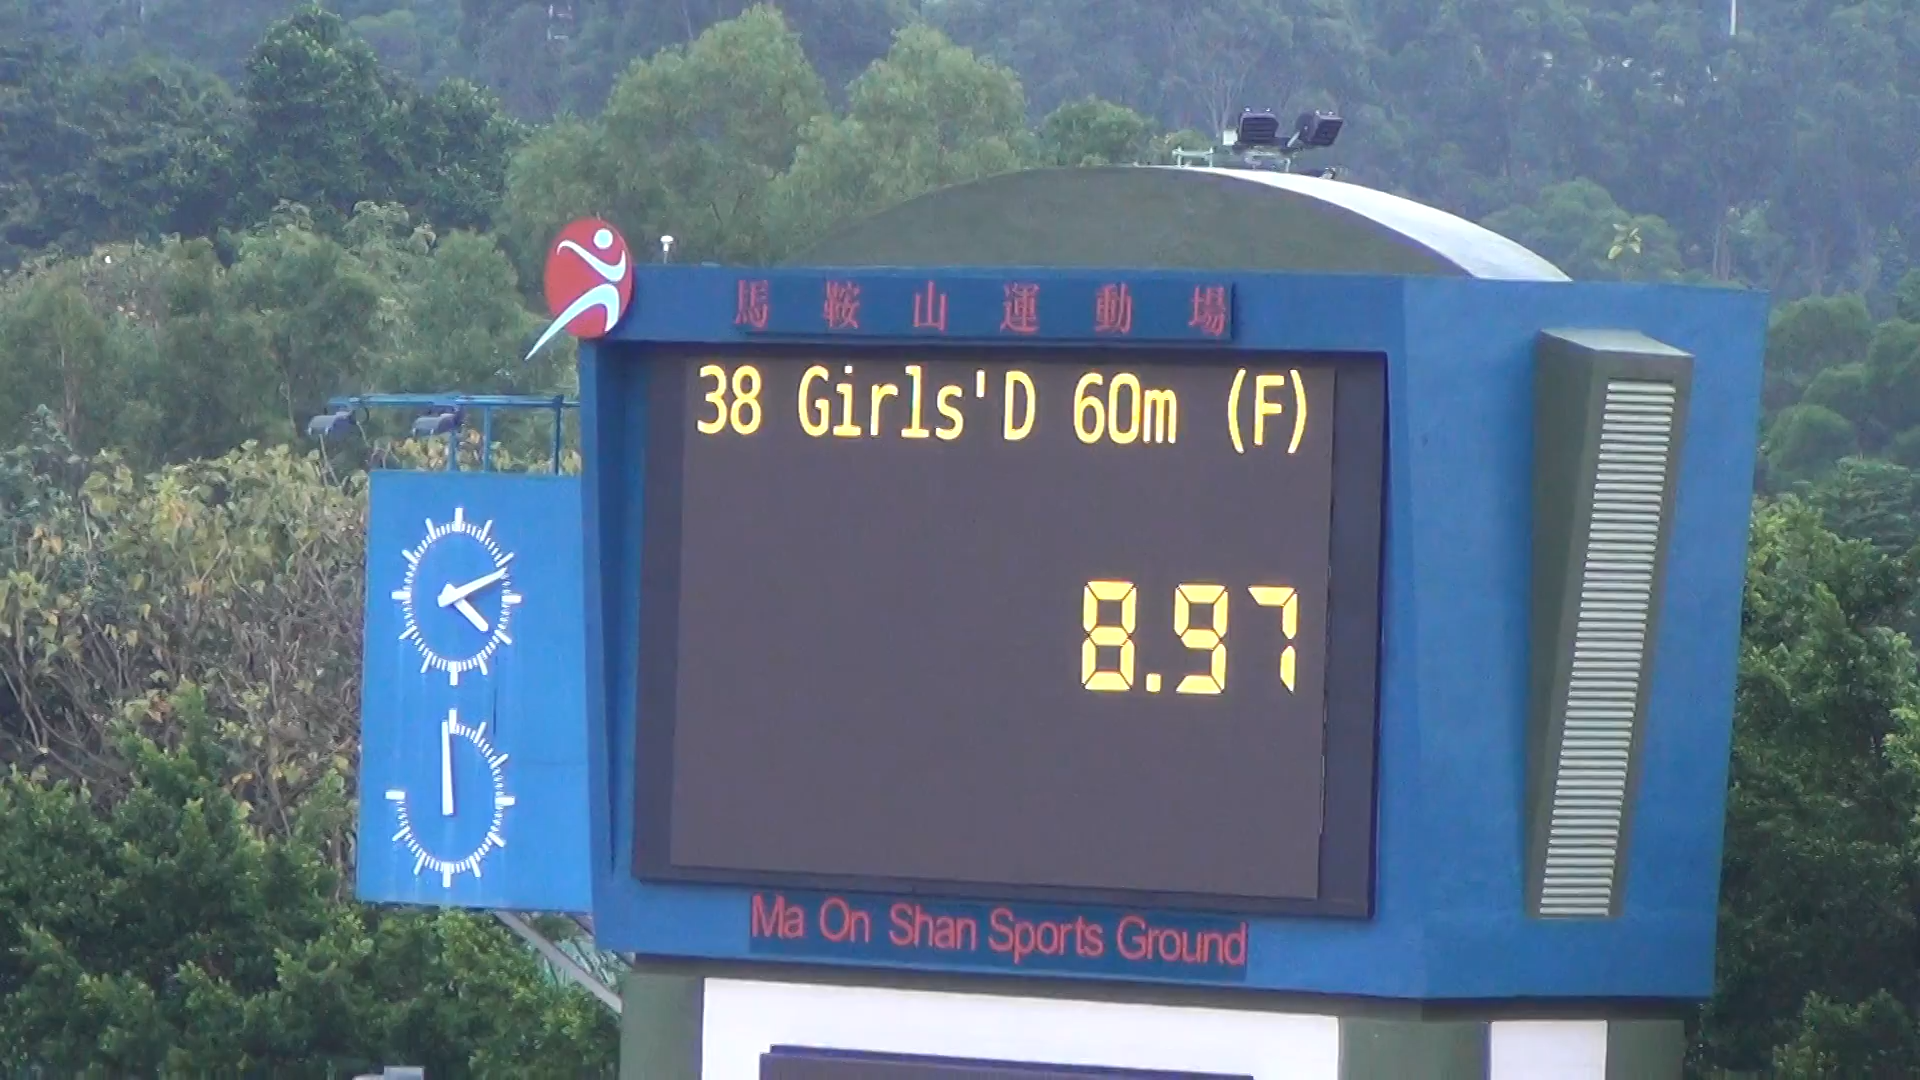 馬鞍山運動場
38 Girls'D 60m (F)
8.97
Ma On Shan Sports Ground